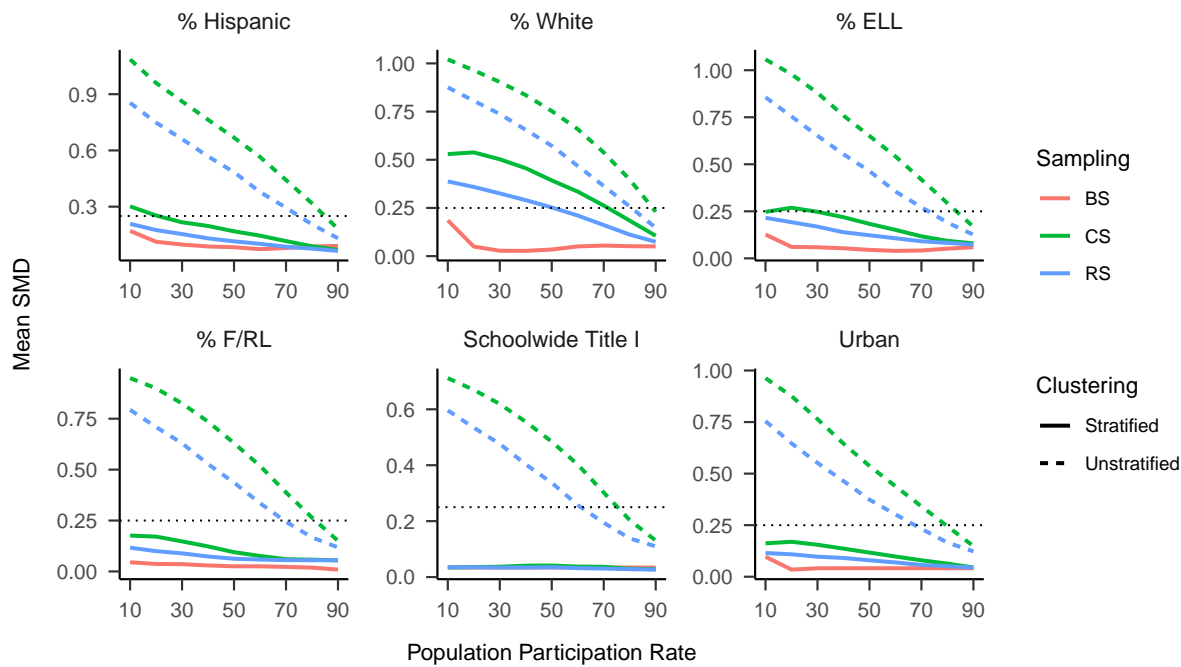 % Hispanic
% White
% ELL
0.9
0.6
0.3
1.00
0.75
0.50
0.25
0.00
1.00
0.75
0.50
0.25
0.00
10 30 50 70 90
10 30 50 70 90
10 30 50 70 90
Mean SMD
% F/RL
Schoolwide Title I
Urban
0.75
0.50
0.25
0.00
0.6
0.4
0.2
0.0
1.00
0.75
0.50
0.25
0.00
10 30 50 70 90
10 30 50 70 90
10 30 50 70 90
Population Participation Rate
Sampling
BS
CS
RS
Clustering
Stratified
Unstratified